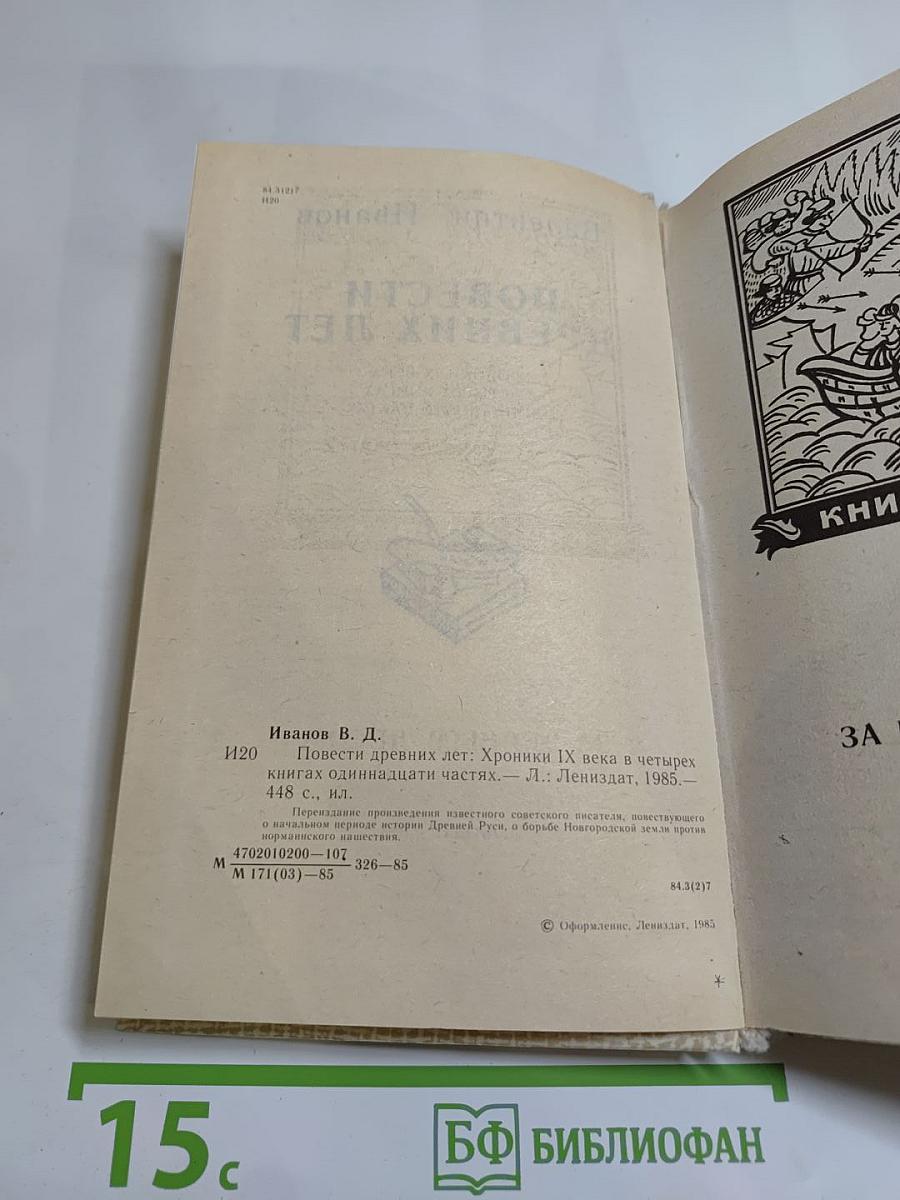 84.3(2)7
И20
Иванов В. Д.
И20 Повести древних лет: Хроники IX века в четырех
книгах одиннадцати частях.— Л.: Лениздат, 1985.—
448 с., ил.
Переиздание произведения известного советского писателя, повествующего
о начальном периоде истории Древней Руси, о борьбе Новгородской земли против
норманнского нашествия.
М 4702010200—107 326—85
М 171(03)—85
84.3(2)7
© Оформление, Лениздат, 1985
КНИ
ЗА
15 с
БФ БИБЛИОФАН